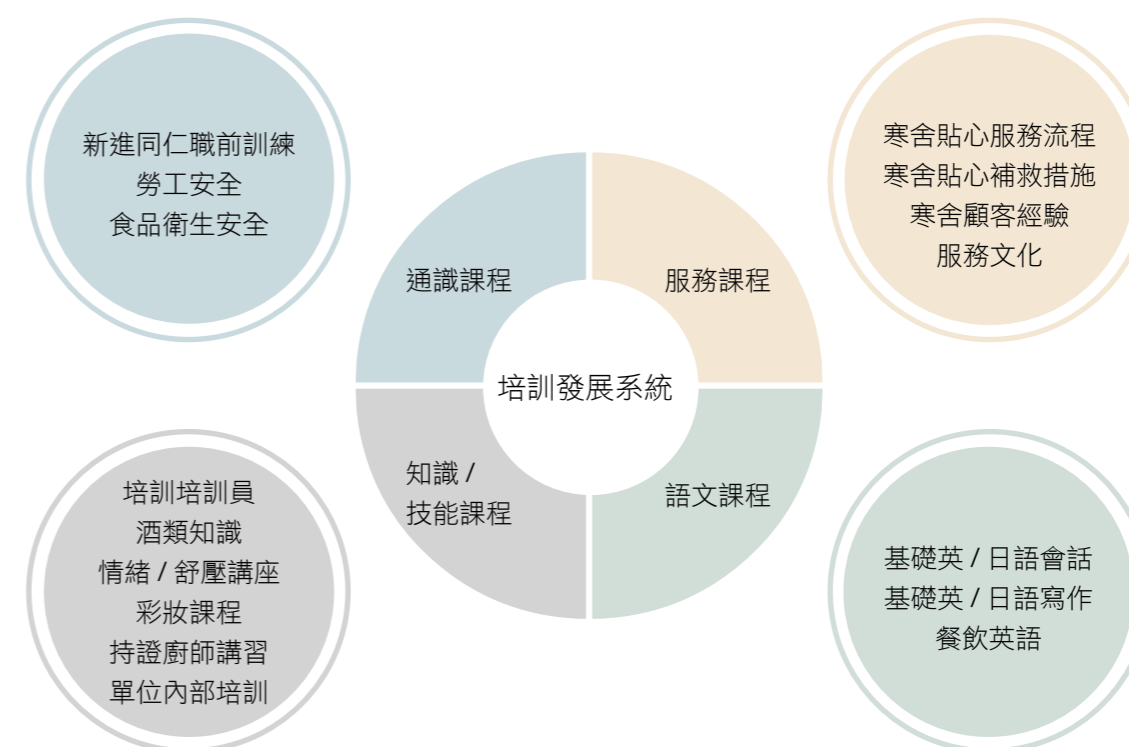 新進同仁職前訓練
勞工安全
食品衛生安全
寒舍貼心服務流程
寒舍貼心補救措施
寒舍顧客經驗
服務文化
通識課程
服務課程
培訓發展系統
知識 /
技能課程
語文課程
培訓培訓員
酒類知識
情緒 / 舒壓講座
彩妝課程
持證廚師講習
單位內部培訓
基礎英 / 日語會話
基礎英 / 日語寫作
餐飲英語